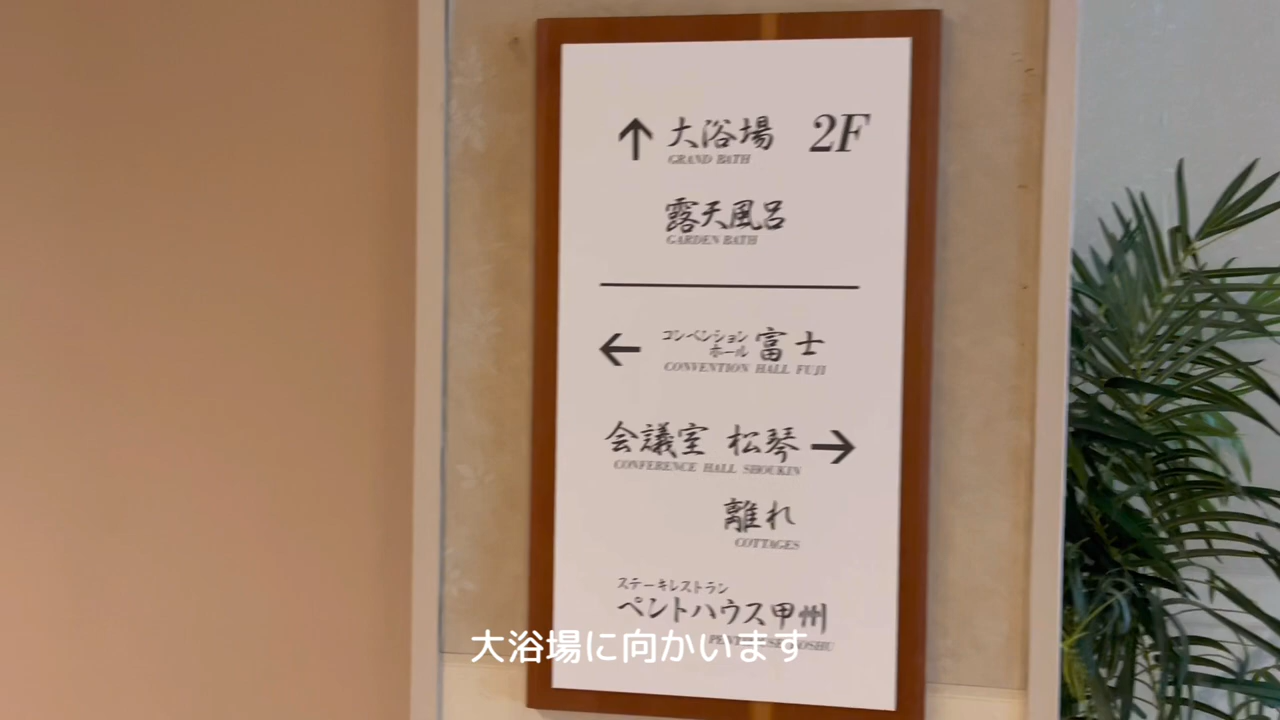 ↑ 大浴場 2F
GRAND BATH
露天風呂
GARDEN BATH
← コンベンションホール 富士
CONVENTION HALL FUJI
会議室 松琴 →
CONFERENCE HALL SHOUKIN
離れ
COTTAGES
ステーキレストラン
ペントハウス甲州
大浴場に向かいます